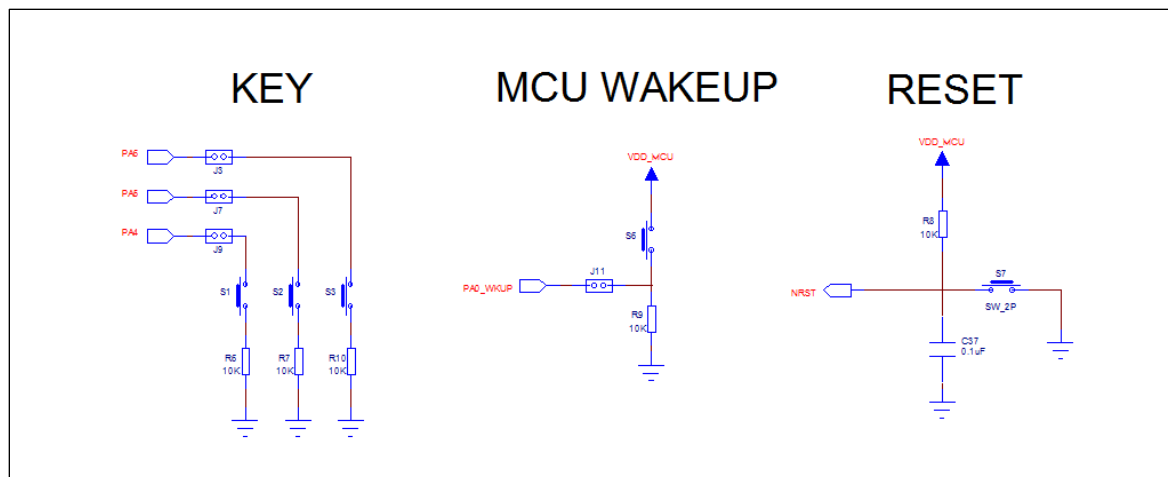 KEY
MCU WAKEUP
RESET
PA6
J3
PA5
J7
PA4
J9
S1
S2
S3
R6
10K
R7
10K
R10
10K
VDD_MCU
S6
J11
PA0_WKUP
R9
10K
VDD_MCU
R8
10K
S7
NRST
SW_2P
C37
0.1uF